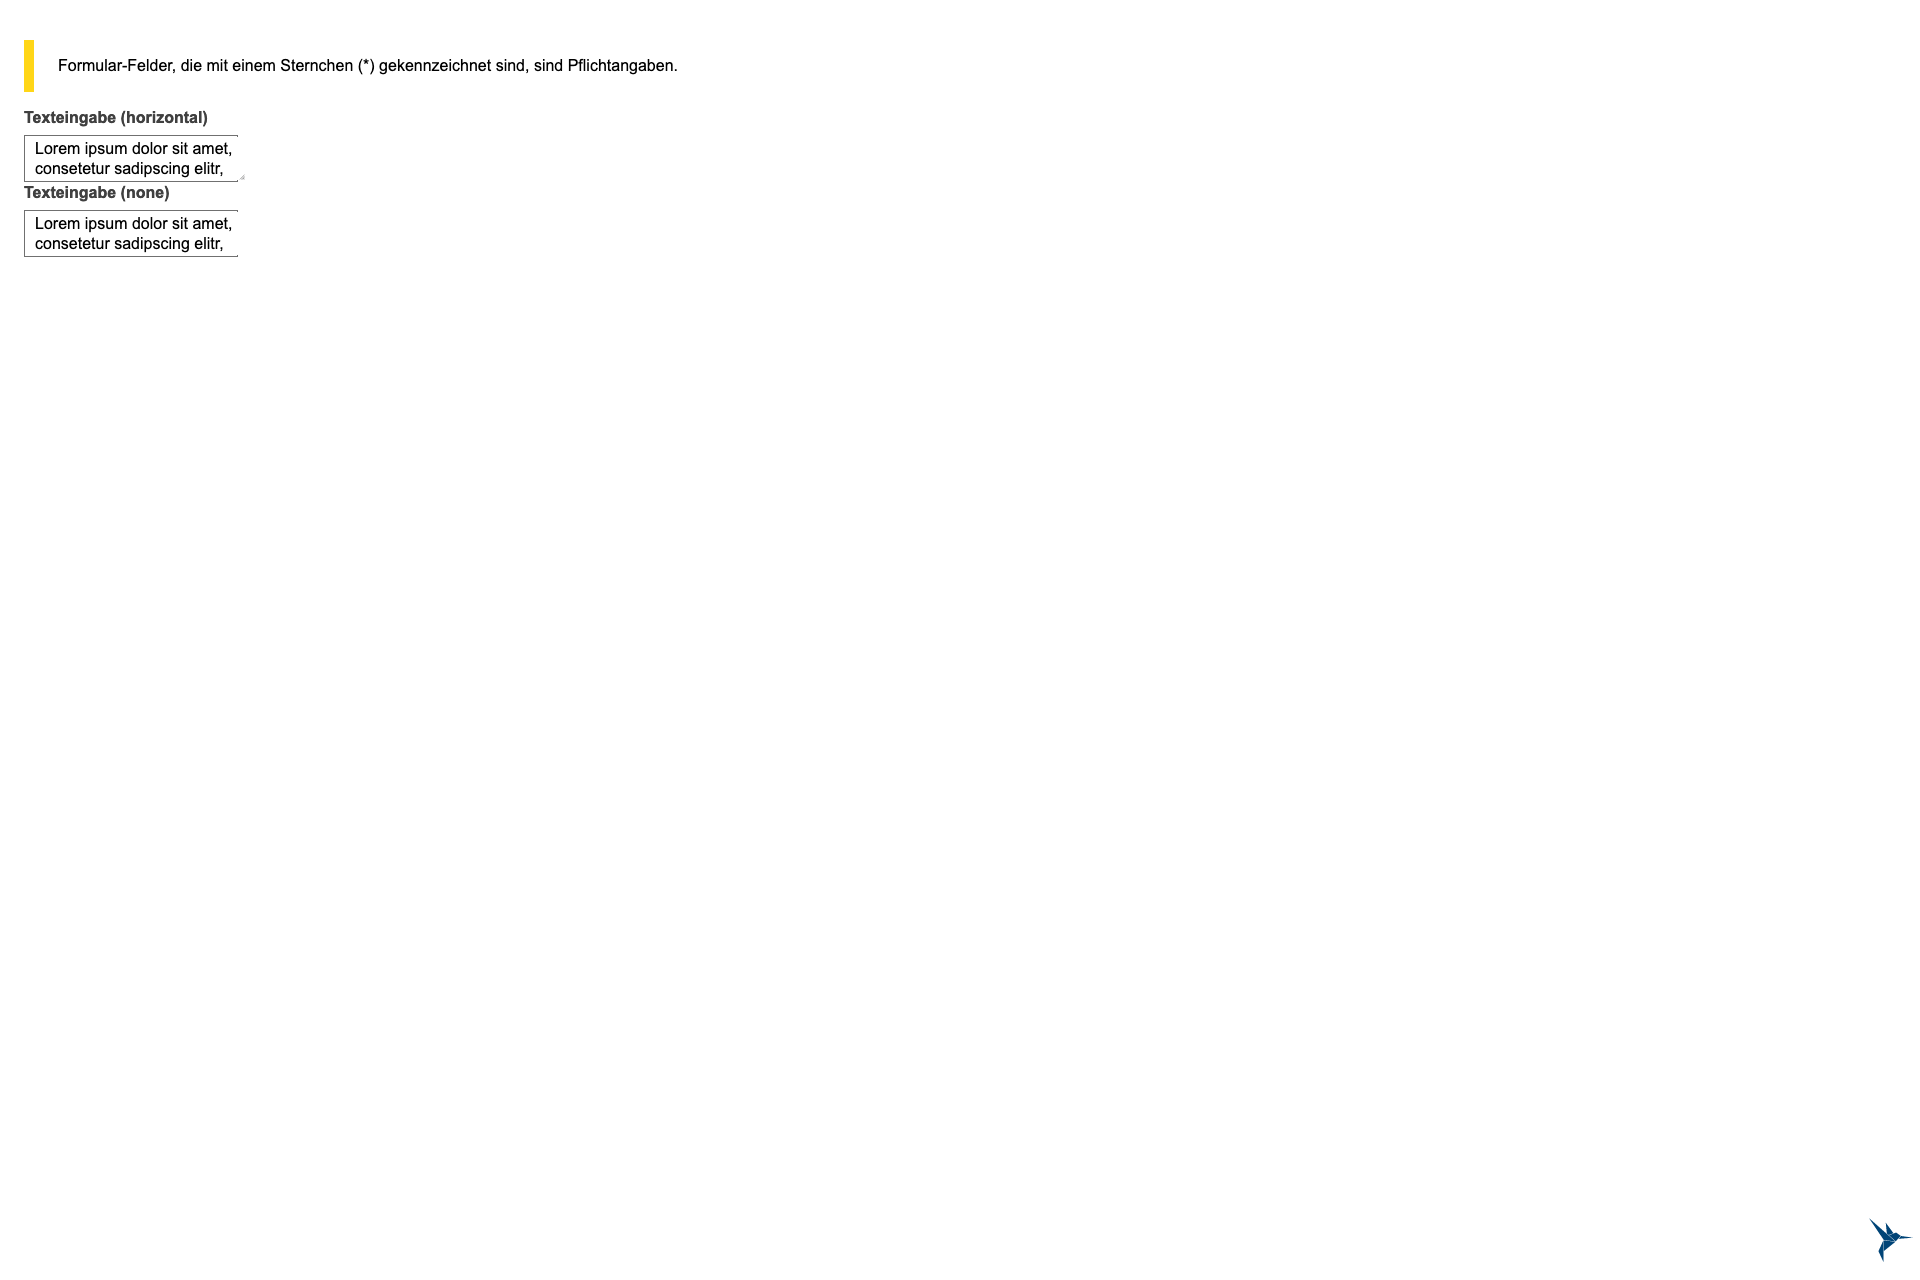 Formular-Felder, die mit einem Sternchen (*) gekennzeichnet sind, sind Pflichtangaben.
Texteingabe (horizontal)
Lorem ipsum dolor sit amet,
consetetur sadipscing elitr,
Texteingabe (none)
Lorem ipsum dolor sit amet,
consetetur sadipscing elitr,